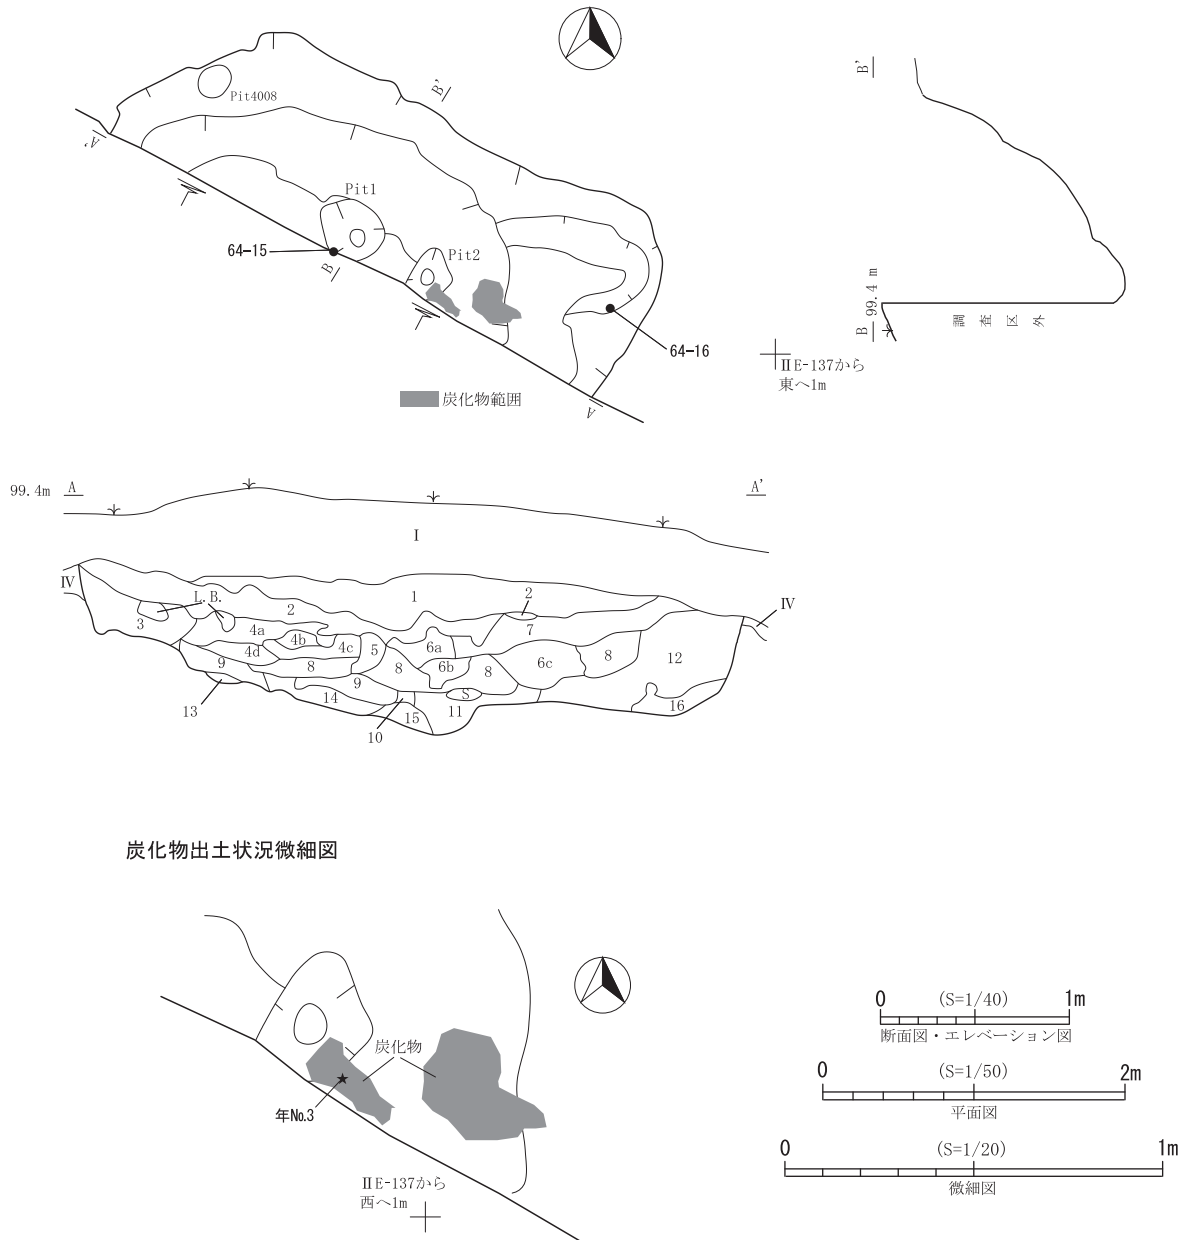 Pit4008
B'
A'
Pit1
64-15
B
Pit2
64-16
A
炭化物範囲
ⅡE-137から
東へ1m
B'
B 99.4 m
調査区外
99.4m A
A'
Ⅰ
Ⅳ
L.B.
1
2
2
Ⅳ
3
4a
4b
4c
4d
5
6a
6b
6c
7
8
8
8
8
9
9
12
13
14
S
10
15
11
16
炭化物出土状況微細図
炭化物
年№3
ⅡE-137から
西へ1m
0 (S=1/40) 1m
断面図・エレベーション図
0 (S=1/50) 2m
平面図
0 (S=1/20) 1m
微細図